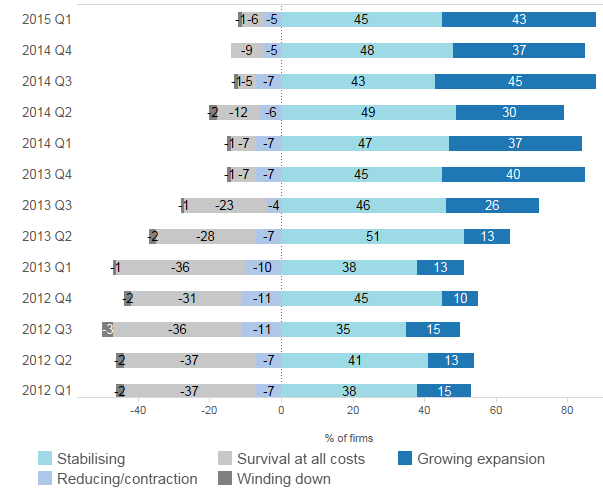 2015 Q1 -1 -6 -5 45 43
2014 Q4 -9 -5 48 37
2014 Q3 -1 -5 -7 43 45
2014 Q2 -2 -12 -6 49 30
2014 Q1 -1 -7 -7 47 37
2013 Q4 -1 -7 -7 45 40
2013 Q3 -1 -23 -4 46 26
2013 Q2 -2 -28 -7 51 13
2013 Q1 -1 -36 -10 38 13
2012 Q4 -2 -31 -11 45 10
2012 Q3 -3 -36 -11 35 15
2012 Q2 -2 -37 -7 41 13
2012 Q1 -2 -37 -7 38 15
-40 -20 0 20 40 60 80
% of firms
Stabilising Survival at all costs Growing expansion
Reducing/contraction Winding down